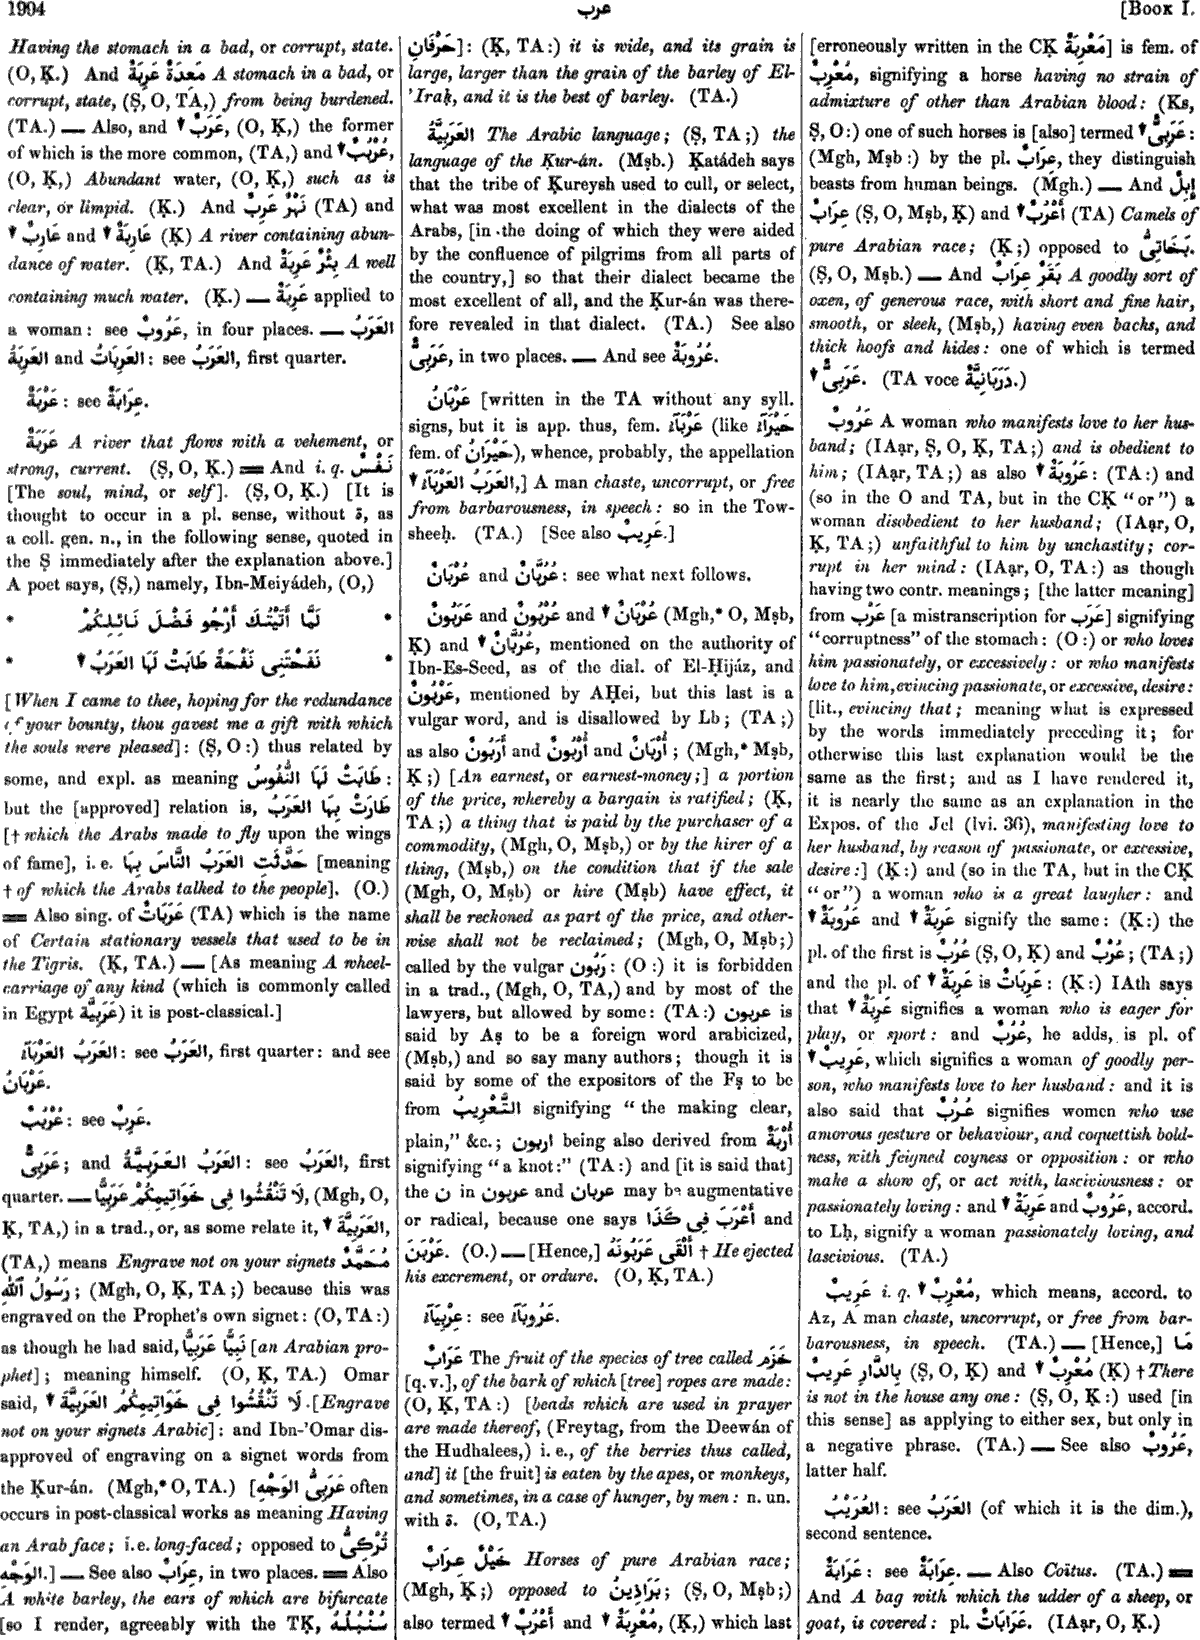 1904
عرب
[Book I.
Having the stomach in a bad, or corrupt, state.
(O, Ḳ.) And مَعِدَةٌ عَرِبَةٌ A stomach in a bad, or
corrupt, state, (Ṣ, O, TA,) from being burdened.
(TA.) — Also, and ↓ عَرَبٌ, (O, Ḳ,) the former
of which is the more common, (TA,) and ↓ عُرْبُبٌ,
(O, Ḳ,) Abundant water, (O, Ḳ,) such as is
clear, or limpid. (Ḳ.) And نَهْرٌ عَرِبٌ (TA) and
↓ عَارِبٌ and ↓ عَارِبَةٌ (Ḳ) A river containing abun-
dance of water. (Ḳ, TA.) And بِئْرٌ عَرِبَةٌ A well
containing much water. (Ḳ.) — عَرِبَةٌ applied to
a woman: see عَرُوبٌ, in four places. — العَرِبُ
العَرِبَةُ and العَرِبَاتُ: see العَرَبُ, first quarter.
عَرْبَةٌ: see عِرَابَةٌ.
عَرَبَةٌ A river that flows with a vehement, or
strong, current. (Ṣ, O, Ḳ.) = And i. q. نَفْسٌ
[The soul, mind, or self]. (Ṣ, O, Ḳ.) [It is
thought to occur in a pl. sense, without ة, as
a coll. gen. n., in the following sense, quoted in
the Ṣ immediately after the explanation above.]
A poet says, (Ṣ,) namely, Ibn-Meiyádeh, (O,)
* لَمَّا أَتَيْتُكَ أَرْجُو فَضْلَ نَائِلِكُمْ *
* نَفَحْتَنِى نَفْحَةً طَابَتْ لَهَا العَرَبُ ↓ *
[When I came to thee, hoping for the redundance
of your bounty, thou gavest me a gift with which
the souls were pleased]: (Ṣ, O:) thus related by
some, and expl. as meaning طَابَتْ لَهَا النُّفُوسُ:
but the [approved] relation is, طَارَتْ بِهَا العَرَبُ
[† which the Arabs made to fly upon the wings
of fame], i. e. حَدَّثَتِ العَرَبُ النَّاسَ بِهَا [meaning
† of which the Arabs talked to the people]. (O.)
= Also sing. of عَرَبَاتٌ (TA) which is the name
of Certain stationary vessels that used to be in
the Tigris. (Ḳ, TA.) — [As meaning A wheel-
carriage of any kind (which is commonly called
in Egypt عَرَبِيَّة) it is post-classical.]
العَرَبُ العَرْبَآءُ: see العَرَبُ, first quarter: and see
عَرْبَانُ.
عُرْبُبٌ: see عَرِبٌ.
عَرَبِىٌّ; and العَرَبُ العَرَبِيَّةُ: see العَرَبُ, first
quarter. — لَا تَنْقُشُوا فِى خَوَاتِيمِكُمْ عَرَبِيًّا, (Mgh, O,
Ḳ, TA,) in a trad., or, as some relate it, ↓ العَرَبِيَّةَ,
(TA,) means Engrave not on your signets مُحَمَّدٌ
رَسُولُ ٱللّٰهِ; (Mgh, O, Ḳ, TA;) because this was
engraved on the Prophet's own signet: (O, TA:)
as though he had said, نَبِيًّا عَرَبِيًّا [an Arabian pro-
phet]; meaning himself. (O, Ḳ, TA.) Omar
said, ↓ لَا تَنْقُشُوا فِى خَوَاتِيمِكُمُ العَرَبِيَّةَ. [Engrave
not on your signets Arabic]: and Ibn-'Omar dis-
approved of engraving on a signet words from
the Ḳur-án. (Mgh,* O, TA.) [عَرَبِىُّ الوَجْهِ often
occurs in post-classical works as meaning Having
an Arab face; i.e. long-faced; opposed to تُرْكِىُّ
الوَجْهِ.] — See also عِرَابٌ, in two places. = Also
A white barley, the ears of which are bifurcate
[so I render, agreeably with the TḲ, سُنْبُلُهُ
حَرْفَانِ]: (Ḳ, TA:) it is wide, and its grain is
large, larger than the grain of the barley of El-
'Iráḳ, and it is the best of barley. (TA.)
العَرَبِيَّةُ The Arabic language; (Ṣ, TA;) the
language of the Ḳur-án. (Mṣb.) Ḳatádeh says
that the tribe of Ḳureysh used to cull, or select,
what was most excellent in the dialects of the
Arabs, [in the doing of which they were aided
by the confluence of pilgrims from all parts of
the country,] so that their dialect became the
most excellent of all, and the Ḳur-án was there-
fore revealed in that dialect. (TA.) See also
عَرَبِىٌّ, in two places. — And see عُرُوبَةٌ.
عَرْبَانُ [written in the TA without any syll.
signs, but it is app. thus, fem. عَرْبَآءُ (like حَيْرَآءُ
fem. of حَيْرَانُ), whence, probably, the appellation
↓ العَرَبُ العَرْبَآءُ,] A man chaste, uncorrupt, or free
from barbarousness, in speech: so in the Tow-
sheeḥ. (TA.) [See also عَرِيبٌ.]
عُرْبَانٌ and عُرُبَّانٌ: see what next follows.
عَرَبُونٌ and عُرْبُونٌ and ↓ عُرْبَانٌ (Mgh,* O, Mṣb,
Ḳ) and ↓ عُرُبَّانٌ, mentioned on the authority of
Ibn-Es-Seed, as of the dial. of El-Ḥijáz, and
عَرْبُونٌ, mentioned by AḤei, but this last is a
vulgar word, and is disallowed by Lb; (TA;)
as also أَرَبُونٌ and أُرْبُونٌ and أُرْبَانٌ; (Mgh,* Mṣb,
Ḳ;) [An earnest, or earnest-money;] a portion
of the price, whereby a bargain is ratified; (Ḳ,
TA;) a thing that is paid by the purchaser of a
commodity, (Mgh, O, Mṣb,) or by the hirer of a
thing, (Mṣb,) on the condition that if the sale
(Mgh, O, Mṣb) or hire (Mṣb) have effect, it
shall be reckoned as part of the price, and other-
wise shall not be reclaimed; (Mgh, O, Mṣb;)
called by the vulgar رَبُون: (O:) it is forbidden
in a trad., (Mgh, O, TA,) and by most of the
lawyers, but allowed by some: (TA:) عربون is
said by Aṣ to be a foreign word arabicized,
(Mṣb,) and so say many authors; though it is
said by some of the expositors of the Fṣ to be
from التَّعْرِيبُ signifying "the making clear,
plain," &c.; اربون being also derived from أُرْبَةٌ
signifying "a knot:" (TA:) and [it is said that]
the ن in عربون and عربان may be augmentative
or radical, because one says أَعْرَبَ فِى كَذَا and
عَرْبَنَ. (O.) — [Hence,] أَلْقَى عَرَبُونَهُ † He ejected
his excrement, or ordure. (O, Ḳ, TA.)
عِرْبِيَآءُ: see عَرُوبَآءُ.
عَرَابٌ The fruit of the species of tree called خَزَم
[q. v.], of the bark of which [tree] ropes are made:
(O, Ḳ, TA:) [beads which are used in prayer
are made thereof, (Freytag, from the Deewán of
the Hudhalees,) i. e., of the berries thus called,
and] it [the fruit] is eaten by the apes, or monkeys,
and sometimes, in a case of hunger, by men: n. un.
with ة. (O, TA.)
خَيْلٌ عِرَابٌ Horses of pure Arabian race;
(Mgh, Ḳ;) opposed to بَرَاذِينُ; (Ṣ, O, Mṣb;)
also termed ↓ أَعْرُبٌ and ↓ مُعْرِبَةٌ, (Ḳ,) which last
[erroneously written in the CḲ مَعْرِبَةٌ] is fem. of
مُعْرِبٌ, signifying a horse having no strain of
admixture of other than Arabian blood: (Ks,
Ṣ, O:) one of such horses is [also] termed ↓ عَرَبِىٌّ:
(Mgh, Mṣb:) by the pl. عِرَابٌ, they distinguish
beasts from human beings. (Mgh.) — And إِبِلٌ
عِرَابٌ (Ṣ, O, Mṣb, Ḳ) and ↓ أَعْرُبٌ (TA) Camels of
pure Arabian race; (Ḳ;) opposed to بَخَاتِىُّ.
(Ṣ, O, Mṣb.) — And بَقَرٌ عِرَابٌ A goodly sort of
oxen, of generous race, with short and fine hair,
smooth, or sleek, (Mṣb,) having even backs, and
thick hoofs and hides: one of which is termed
↓ عَرَبِىٌّ. (TA voce دَرَبَانِيَّةٌ.)
عَرُوبٌ A woman who manifests love to her hus-
band; (IAạr, Ṣ, O, Ḳ, TA;) and is obedient to
him; (IAạr, TA;) as also ↓ عَرُوبَةٌ: (TA:) and
(so in the O and TA, but in the CḲ "or") a
woman disobedient to her husband; (IAạr, O,
Ḳ, TA;) unfaithful to him by unchastity; cor-
rupt in her mind: (IAạr, O, TA:) as though
having two contr. meanings; [the latter meaning]
from عَرْب [a mistranscription for عَرَب] signifying
"corruptness" of the stomach: (O:) or who loves
him passionately, or excessively: or who manifests
love to him, evincing passionate, or excessive, desire:
[lit., evincing that; meaning what is expressed
by the words immediately preceding it; for
otherwise this last explanation would be the
same as the first; and as I have rendered it,
it is nearly the same as an explanation in the
Expos. of the Jel (lvi. 36), manifesting love to
her husband, by reason of passionate, or excessive,
desire:] (Ḳ:) and (so in the TA, but in the CḲ
"or") a woman who is a great laugher: and
↓ عَرُوبَةٌ and ↓ عَرِبَةٌ signify the same: (Ḳ:) the
pl. of the first is عُرُبٌ (Ṣ, O, Ḳ) and عُرْبٌ; (TA;)
and the pl. of ↓ عَرِبَةٌ is عَرِبَاتٌ: (Ḳ:) IAth says
that ↓ عَرِبَةٌ signifies a woman who is eager for
play, or sport: and عُرُبٌ, he adds, is pl. of
↓ عَرِيبٌ, which signifies a woman of goodly per-
son, who manifests love to her husband: and it is
also said that عُرُبٌ signifies women who use
amorous gesture or behaviour, and coquettish bold-
ness, with feigned coyness or opposition: or who
make a show of, or act with, lasciviousness: or
passionately loving: and ↓ عَرِبَةٌ and عَرُوبٌ, accord.
to Lḥ, signify a woman passionately loving, and
lascivious. (TA.)
عَرِيبٌ i. q. ↓ مُعْرِبٌ, which means, accord. to
Az, A man chaste, uncorrupt, or free from bar-
barousness, in speech. (TA.) — [Hence,] مَا
بِالدَّارِ عَرِيبٌ (Ṣ, O, Ḳ) and ↓ مُعْرِبٌ (Ḳ) † There
is not in the house any one: (Ṣ, O, Ḳ:) used [in
this sense] as applying to either sex, but only in
a negative phrase. (TA.) — See also عَرُوبٌ,
latter half.
العُرَيْبُ: see العَرَبُ (of which it is the dim.),
second sentence.
عَرَابَةٌ: see عِرَابَةٌ. — Also Coïtus. (TA.) =
And A bag with which the udder of a sheep, or
goat, is covered: pl. عَرَابَاتٌ. (IAạr, O, Ḳ.)